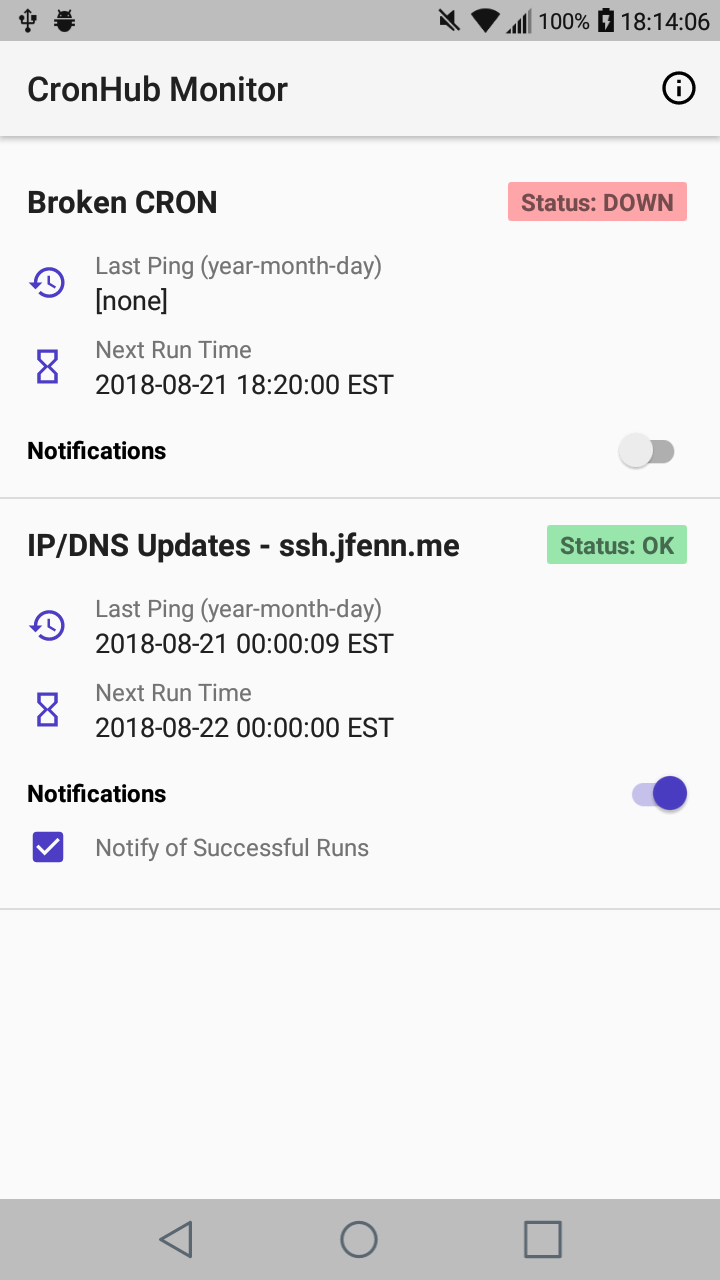 100% 18:14:06
CronHub Monitor
Broken CRON Status: DOWN
Last Ping (year-month-day)
[none]
Next Run Time
2018-08-21 18:20:00 EST
Notifications
IP/DNS Updates - ssh.jfenn.me Status: OK
Last Ping (year-month-day)
2018-08-21 00:00:09 EST
Next Run Time
2018-08-22 00:00:00 EST
Notifications
Notify of Successful Runs